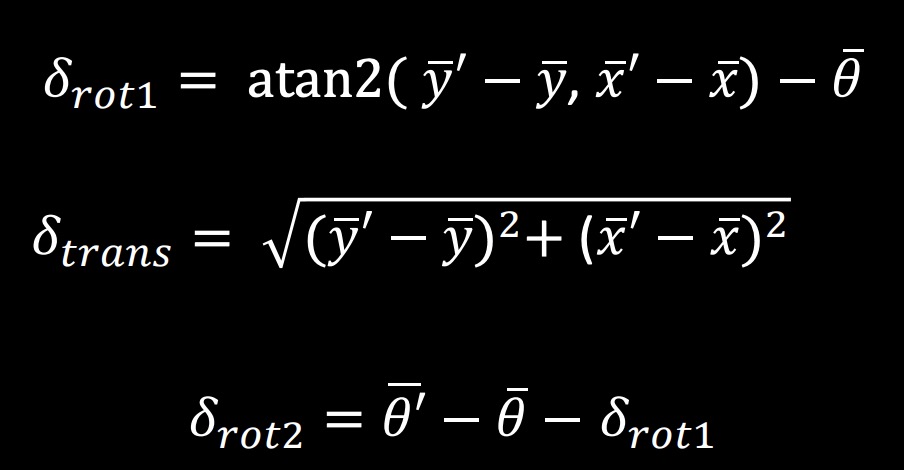 δ_rot1 = atan2( y̅′ − y̅, x̅′ − x̅) − θ̅
δ_trans = √((y̅′ − y̅)² + (x̅′ − x̅)²)
δ_rot2 = θ̅′ − θ̅ − δ_rot1